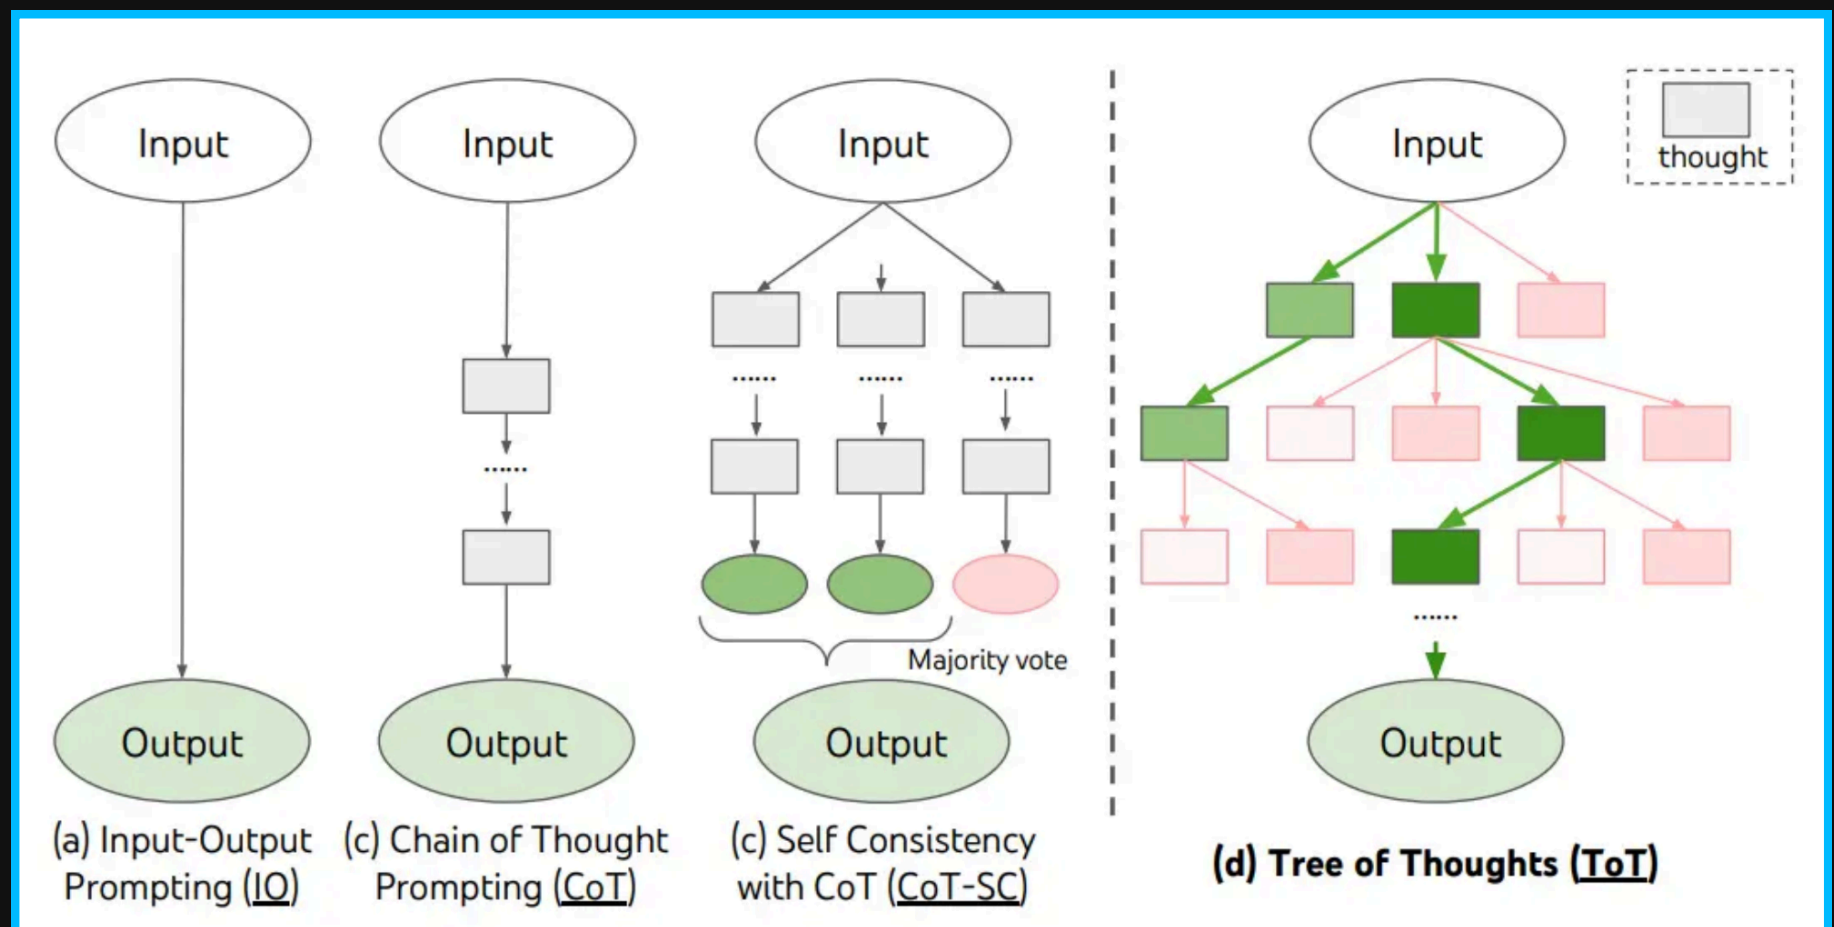 Input
Input
Input
Input
thought
......
......
......
......
......
Majority vote
Output
Output
Output
Output
(a) Input-Output
Prompting (IO)
(c) Chain of Thought
Prompting (CoT)
(c) Self Consistency
with CoT (CoT-SC)
(d) Tree of Thoughts (ToT)